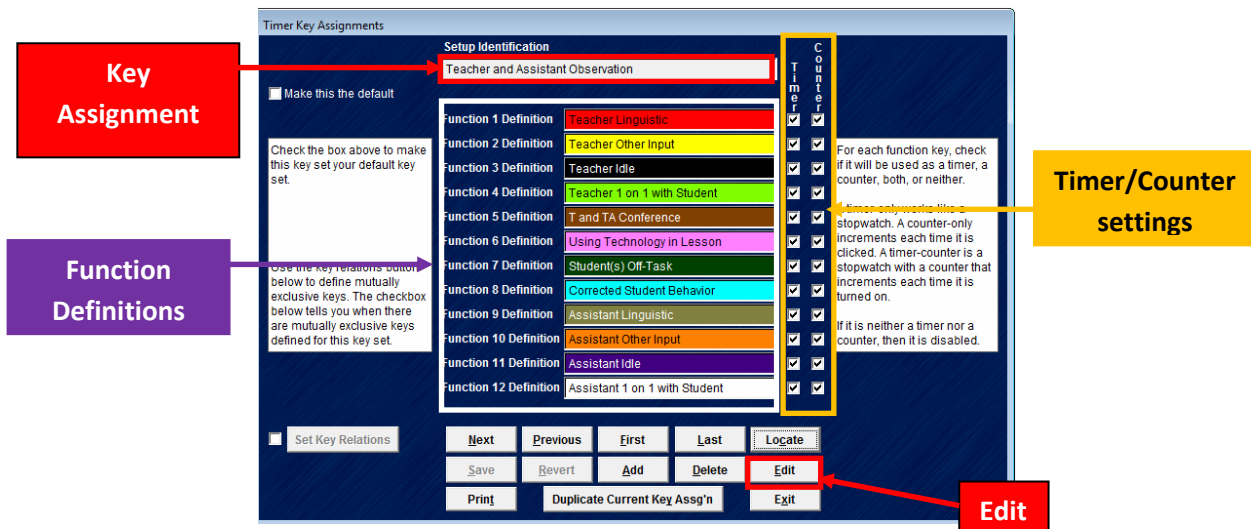 Timer Key Assignments
Key
Assignment
Setup Identification
Teacher and Assistant Observation
Timer
Counter
Make this the default
Check the box above to make
this key set your default key
set.
Use the key relations button
below to define mutually
exclusive keys. The checkbox
below tells you when there
are mutually exclusive keys
defined for this key set.
Function
Definitions
Function 1 Definition Teacher Linguistic
Function 2 Definition Teacher Other Input
Function 3 Definition Teacher Idle
Function 4 Definition Teacher 1 on 1 with Student
Function 5 Definition T and TA Conference
Function 6 Definition Using Technology in Lesson
Function 7 Definition Student(s) Off-Task
Function 8 Definition Corrected Student Behavior
Function 9 Definition Assistant Linguistic
Function 10 Definition Assistant Other Input
Function 11 Definition Assistant Idle
Function 12 Definition Assistant 1 on 1 with Student
For each function key, check
if it will be used as a timer, a
counter, both, or neither.
A timer-only works like a
stopwatch. A counter-only
increments each time it is
clicked. A timer-counter is a
stopwatch with a counter that
increments each time it is
turned on.
If it is neither a timer nor a
counter, then it is disabled.
Timer/Counter
settings
Set Key Relations
Next Previous First Last Locate
Save Revert Add Delete Edit
Print Duplicate Current Key Assg'n Exit
Edit